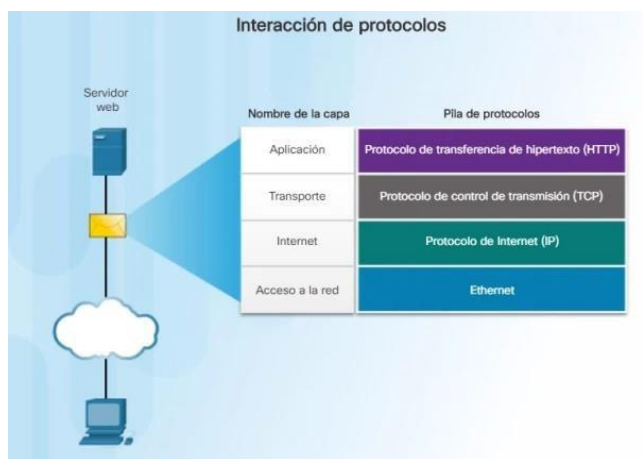 Interacción de protocolos
Servidor
web
Nombre de la capa Pila de protocolos
Aplicación Protocolo de transferencia de hipertexto (HTTP)
Transporte Protocolo de control de transmisión (TCP)
Internet Protocolo de Internet (IP)
Acceso a la red Ethernet